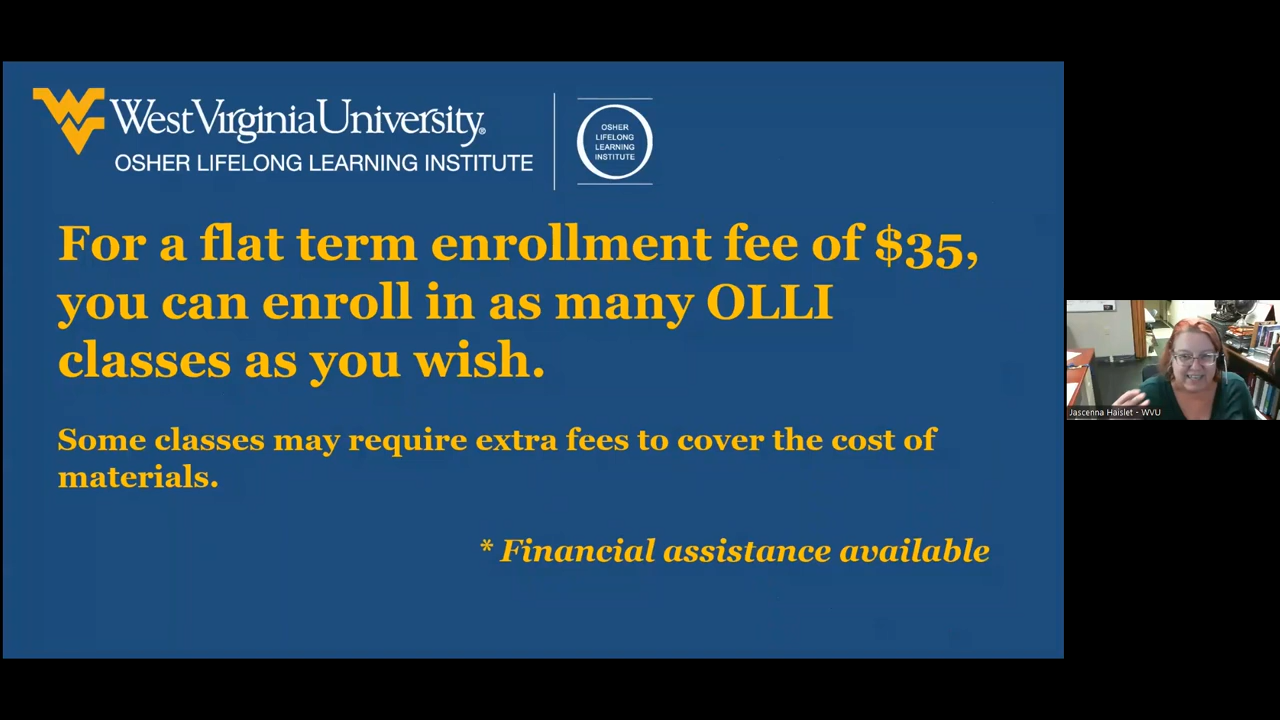 WestVirginiaUniversity®
OSHER LIFELONG LEARNING INSTITUTE
OSHER
LIFELONG
LEARNING
INSTITUTE
For a flat term enrollment fee of $35,
you can enroll in as many OLLI
classes as you wish.
Some classes may require extra fees to cover the cost of
materials.
* Financial assistance available
Jascenna Haislet - WVU